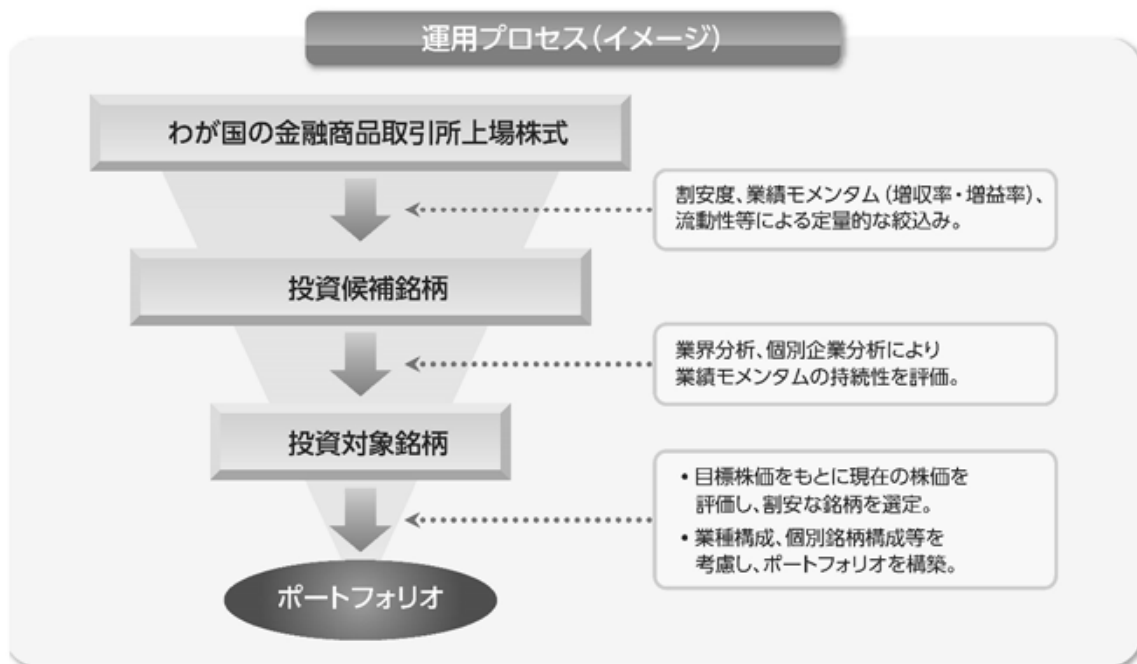 運用プロセス(イメージ)
わが国の金融商品取引所上場株式
割安度、業績モメンタム(増収率・増益率)、
流動性等による定量的な絞込み。
投資候補銘柄
業界分析、個別企業分析により
業績モメンタムの持続性を評価。
投資対象銘柄
• 目標株価をもとに現在の株価を
評価し、割安な銘柄を選定。
• 業種構成、個別銘柄構成等を
考慮し、ポートフォリオを構築。
ポートフォリオ